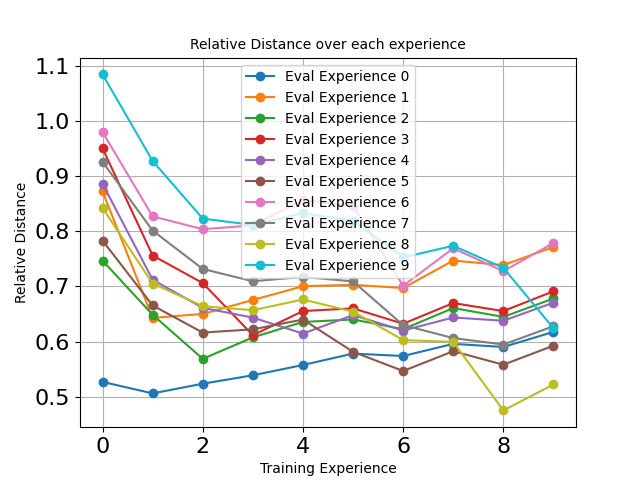 Relative Distance over each experience
1.1
1.0
0.9
0.8
0.7
0.6
0.5
Relative Distance
Eval Experience 0
Eval Experience 1
Eval Experience 2
Eval Experience 3
Eval Experience 4
Eval Experience 5
Eval Experience 6
Eval Experience 7
Eval Experience 8
Eval Experience 9
0 2 4 6 8
Training Experience